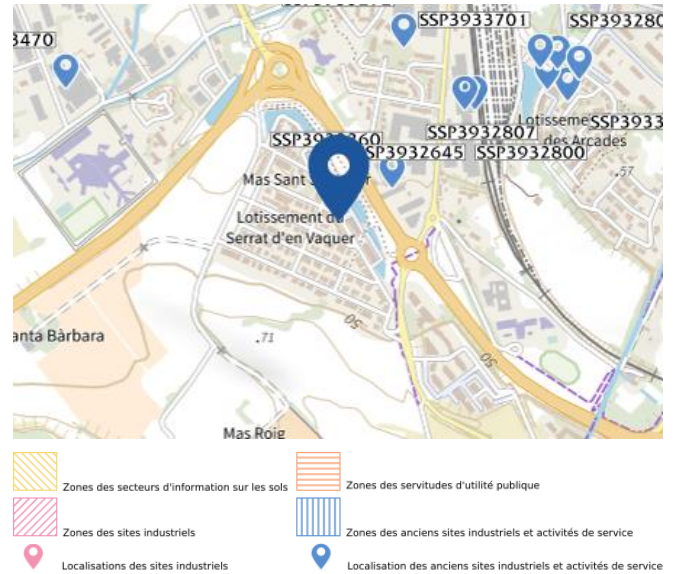 SSP3933701
SSP393280
3470
SSP3933
Lotisseme
des Arcades
SSP3932807
SSP3932645
SSP3932800
.57
Mas Sant
Lotissement du
Serrat d'en Vaquer
50
.71
anta Bàrbara
50
Mas Roig
Zones des secteurs d'information sur les sols
Zones des servitudes d'utilité publique
Zones des sites industriels
Zones des anciens sites industriels et activités de service
Localisations des sites industriels
Localisation des anciens sites industriels et activités de service